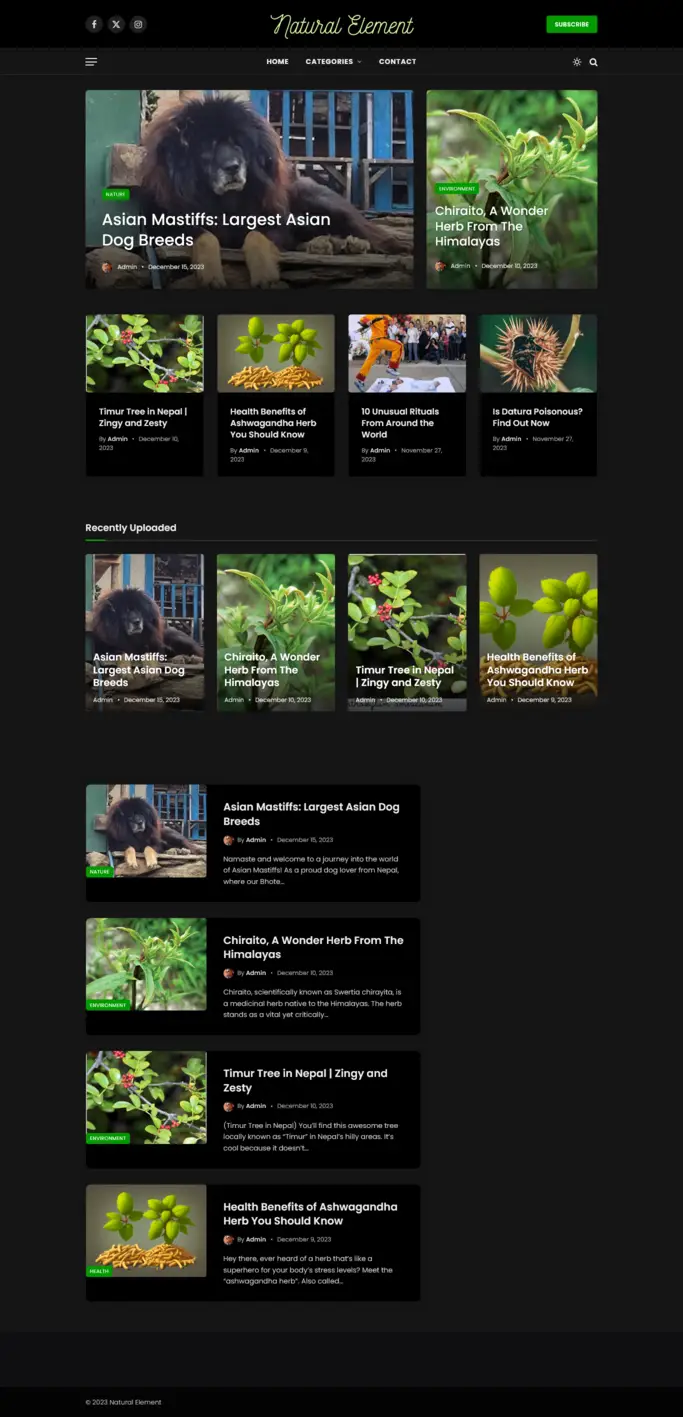 Natural Element
SUBSCRIBE
HOME CATEGORIES CONTACT
NATURE
Asian Mastiffs: Largest Asian
Dog Breeds
Admin • December 15, 2023
ENVIRONMENT
Chiraito, A Wonder
Herb From The
Himalayas
Admin • December 10, 2023
Timur Tree in Nepal |
Zingy and Zesty
By Admin • December 10,
2023
Health Benefits of
Ashwagandha Herb
You Should Know
By Admin • December 9,
2023
10 Unusual Rituals
From Around the
World
By Admin • November 27,
2023
Is Datura Poisonous?
Find Out Now
By Admin • November 27,
2023
Recently Uploaded
Asian Mastiffs:
Largest Asian Dog
Breeds
Admin • December 15, 2023
Chiraito, A Wonder
Herb From The
Himalayas
Admin • December 10, 2023
Timur Tree in Nepal
| Zingy and Zesty
Admin • December 10, 2023
Health Benefits of
Ashwagandha Herb
You Should Know
Admin • December 9, 2023
NATURE
Asian Mastiffs: Largest Asian Dog
Breeds
By Admin • December 15, 2023
Namaste and welcome to a journey into the world
of Asian Mastiffs! As a proud dog lover from Nepal,
where our Bhote…
ENVIRONMENT
Chiraito, A Wonder Herb From The
Himalayas
By Admin • December 10, 2023
Chiraito, scientifically known as Swertia chirayita, is
a medicinal herb native to the Himalayas. The herb
stands as a vital yet critically…
ENVIRONMENT
Timur Tree in Nepal | Zingy and
Zesty
By Admin • December 10, 2023
(Timur Tree in Nepal) You'll find this awesome tree
locally known as "Timur" in Nepal's hilly areas. It's
cool because it doesn't…
HEALTH
Health Benefits of Ashwagandha
Herb You Should Know
By Admin • December 9, 2023
Hey there, ever heard of a herb that's like a
superhero for your body's stress levels? Meet the
"ashwagandha herb". Also called…
© 2023 Natural Element